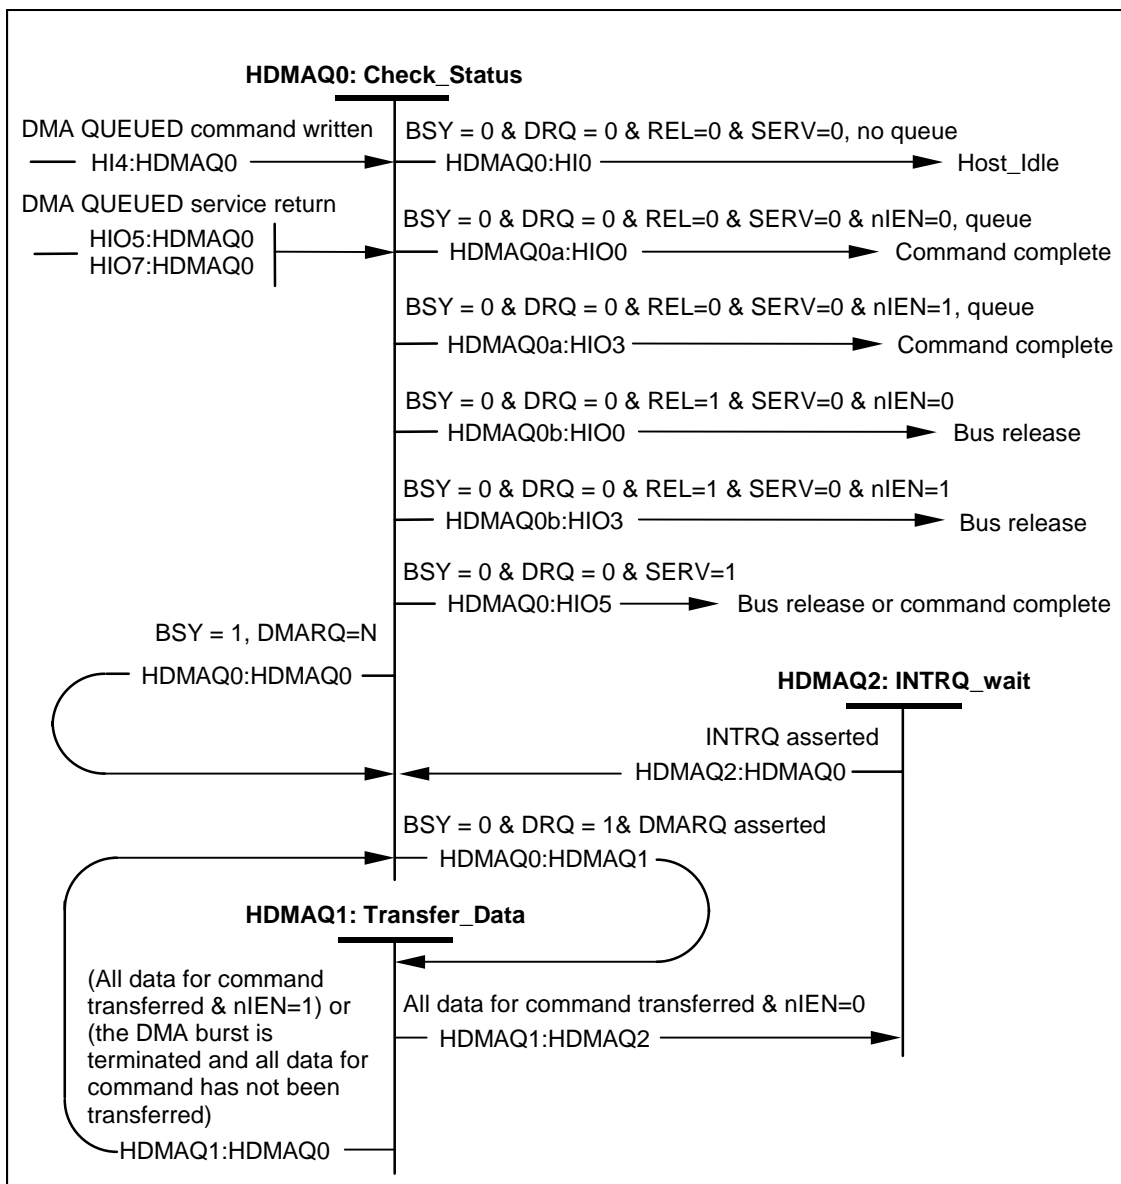 HDMAQ0: Check_Status
DMA QUEUED command written
HI4:HDMAQ0
BSY = 0 & DRQ = 0 & REL=0 & SERV=0, no queue
HDMAQ0:HI0
Host_Idle
DMA QUEUED service return
HIO5:HDMAQ0
HIO7:HDMAQ0
BSY = 0 & DRQ = 0 & REL=0 & SERV=0 & nIEN=0, queue
HDMAQ0a:HIO0
Command complete
BSY = 0 & DRQ = 0 & REL=0 & SERV=0 & nIEN=1, queue
HDMAQ0a:HIO3
Command complete
BSY = 0 & DRQ = 0 & REL=1 & SERV=0 & nIEN=0
HDMAQ0b:HIO0
Bus release
BSY = 0 & DRQ = 0 & REL=1 & SERV=0 & nIEN=1
HDMAQ0b:HIO3
Bus release
BSY = 0 & DRQ = 0 & SERV=1
HDMAQ0:HIO5
Bus release or command complete
BSY = 1, DMARQ=N
HDMAQ0:HDMAQ0
HDMAQ2: INTRQ_wait
INTRQ asserted
HDMAQ2:HDMAQ0
BSY = 0 & DRQ = 1& DMARQ asserted
HDMAQ0:HDMAQ1
HDMAQ1: Transfer_Data
(All data for command
transferred & nIEN=1) or
(the DMA burst is
terminated and all data for
command has not been
transferred)
HDMAQ1:HDMAQ0
All data for command transferred & nIEN=0
HDMAQ1:HDMAQ2